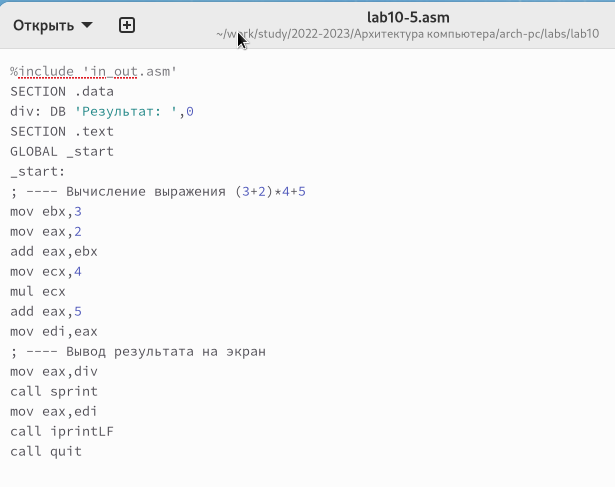 Открыть
lab10-5.asm
~/work/study/2022-2023/Архитектура компьютера/arch-pc/labs/lab10
%include 'in_out.asm'
SECTION .data
div: DB 'Результат: ',0
SECTION .text
GLOBAL _start
_start:
; ---- Вычисление выражения (3+2)*4+5
mov ebx,3
mov eax,2
add eax,ebx
mov ecx,4
mul ecx
add eax,5
mov edi,eax
; ---- Вывод результата на экран
mov eax,div
call sprint
mov eax,edi
call iprintLF
call quit